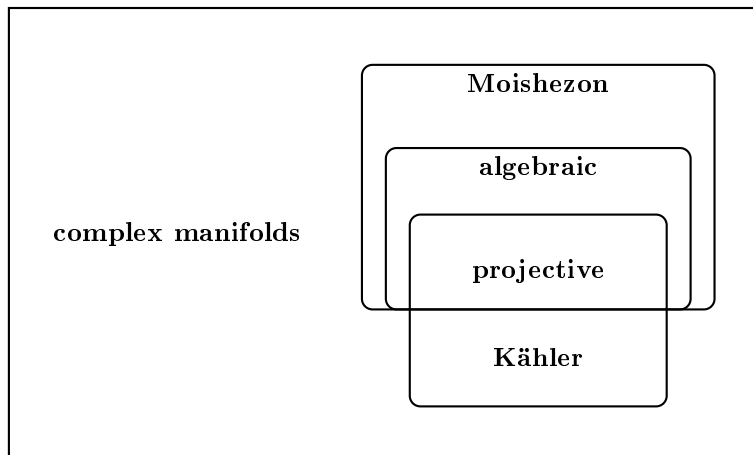 Moishezon
algebraic
complex manifolds
projective
Kähler